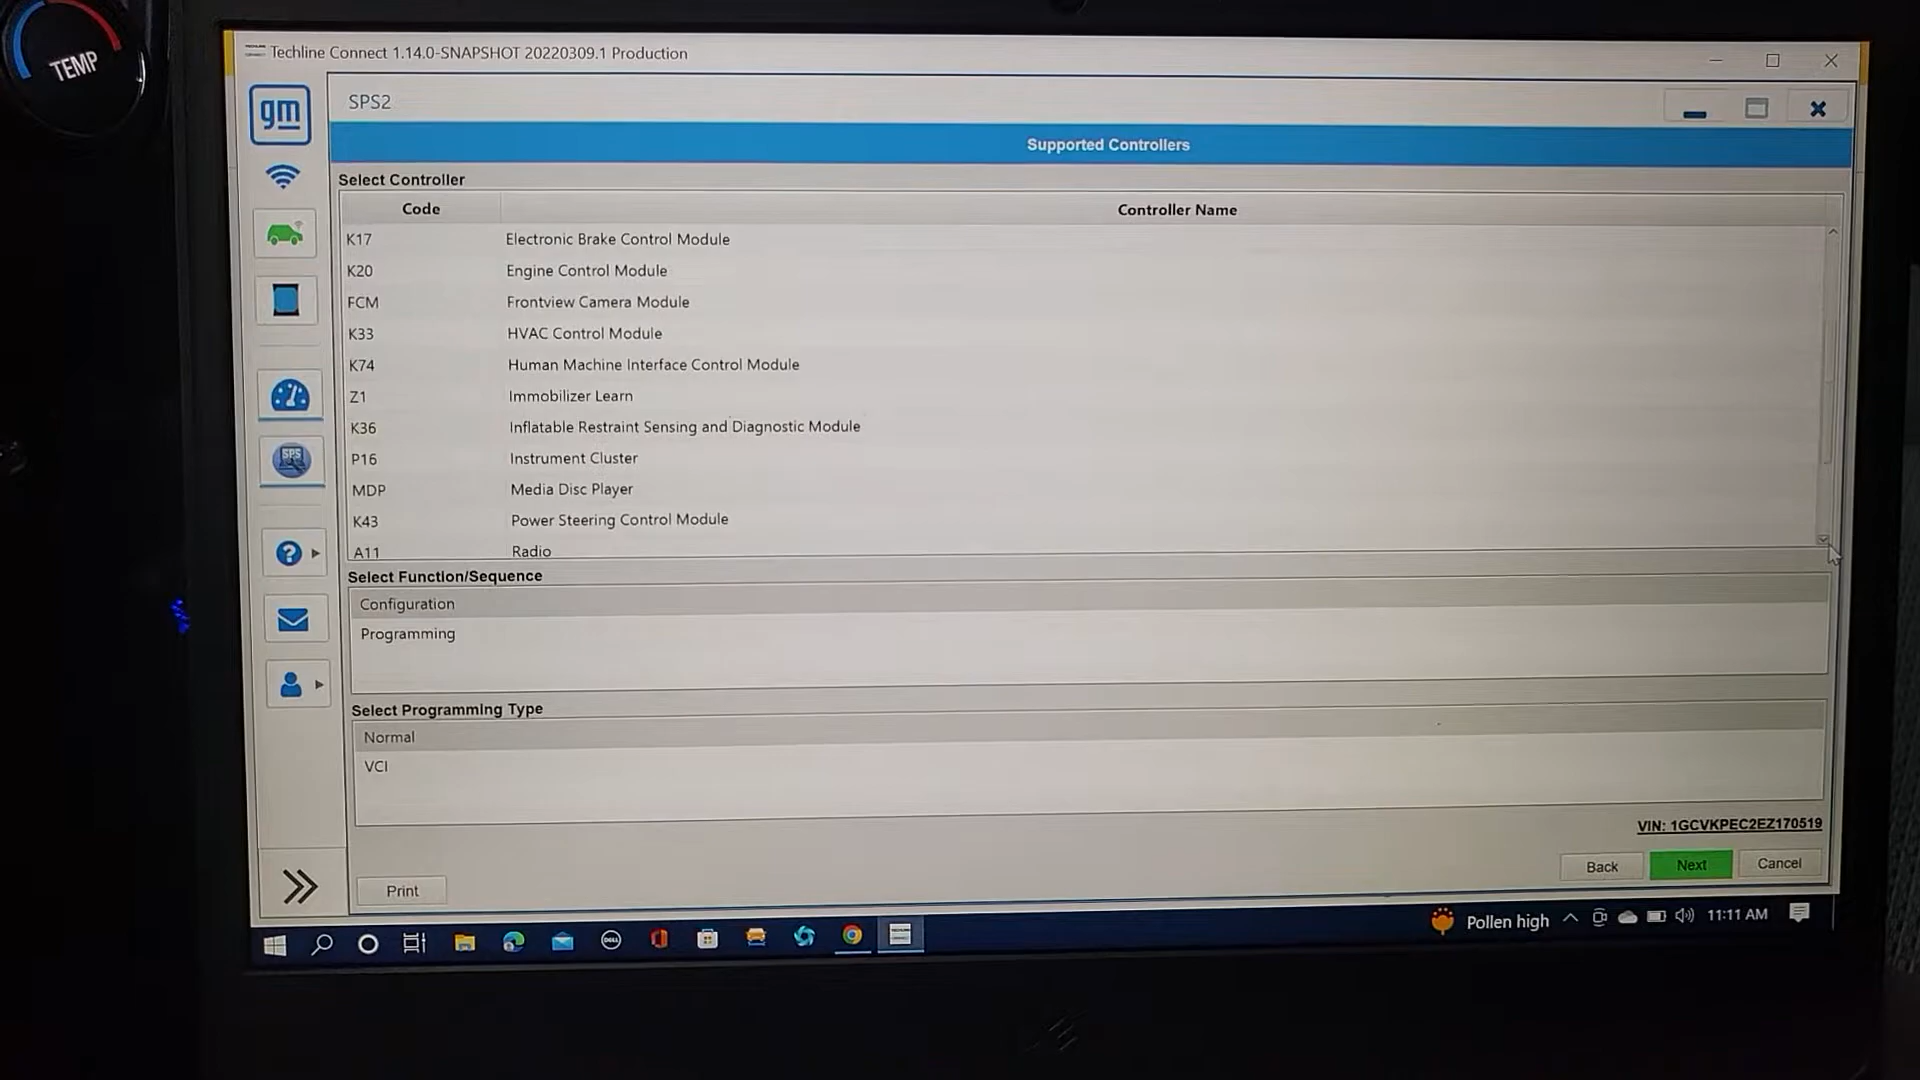 TEMP
Techline Connect 1.14.0-SNAPSHOT 20220309.1 Production
gm
SPS2
Supported Controllers
Select Controller
Code Controller Name
K17 Electronic Brake Control Module
K20 Engine Control Module
FCM Frontview Camera Module
K33 HVAC Control Module
K74 Human Machine Interface Control Module
Z1 Immobilizer Learn
K36 Inflatable Restraint Sensing and Diagnostic Module
P16 Instrument Cluster
SPS
MDP Media Disc Player
K43 Power Steering Control Module
A11 Radio
Select Function/Sequence
Configuration
Programming
Select Programming Type
Normal
VCI
VIN: 1GCVKPEC2EZ170519
Back Next Cancel
Print
DELL
Pollen high 11:11 AM